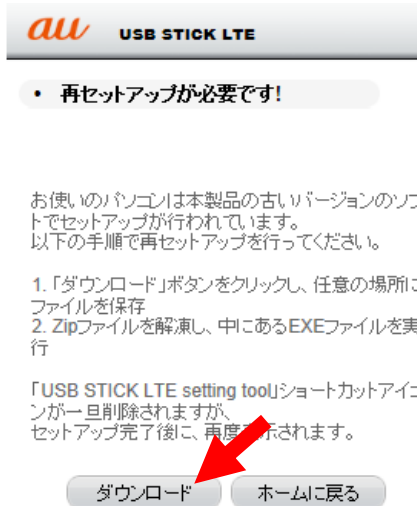 au USB STICK LTE
• 再セットアップが必要です!
お使いのパソコンは本製品の古いバージョンのソフ
トでセットアップが行われています。
以下の手順で再セットアップを行ってください。
1.「ダウンロード」ボタンをクリックし、任意の場所に
ファイルを保存
2. Zipファイルを解凍し、中にあるEXEファイルを実
行
「USB STICK LTE setting tool」ショートカットアイコ
ンが一旦削除されますが、
セットアップ完了後に、再度表示されます。
ダウンロード ホームに戻る